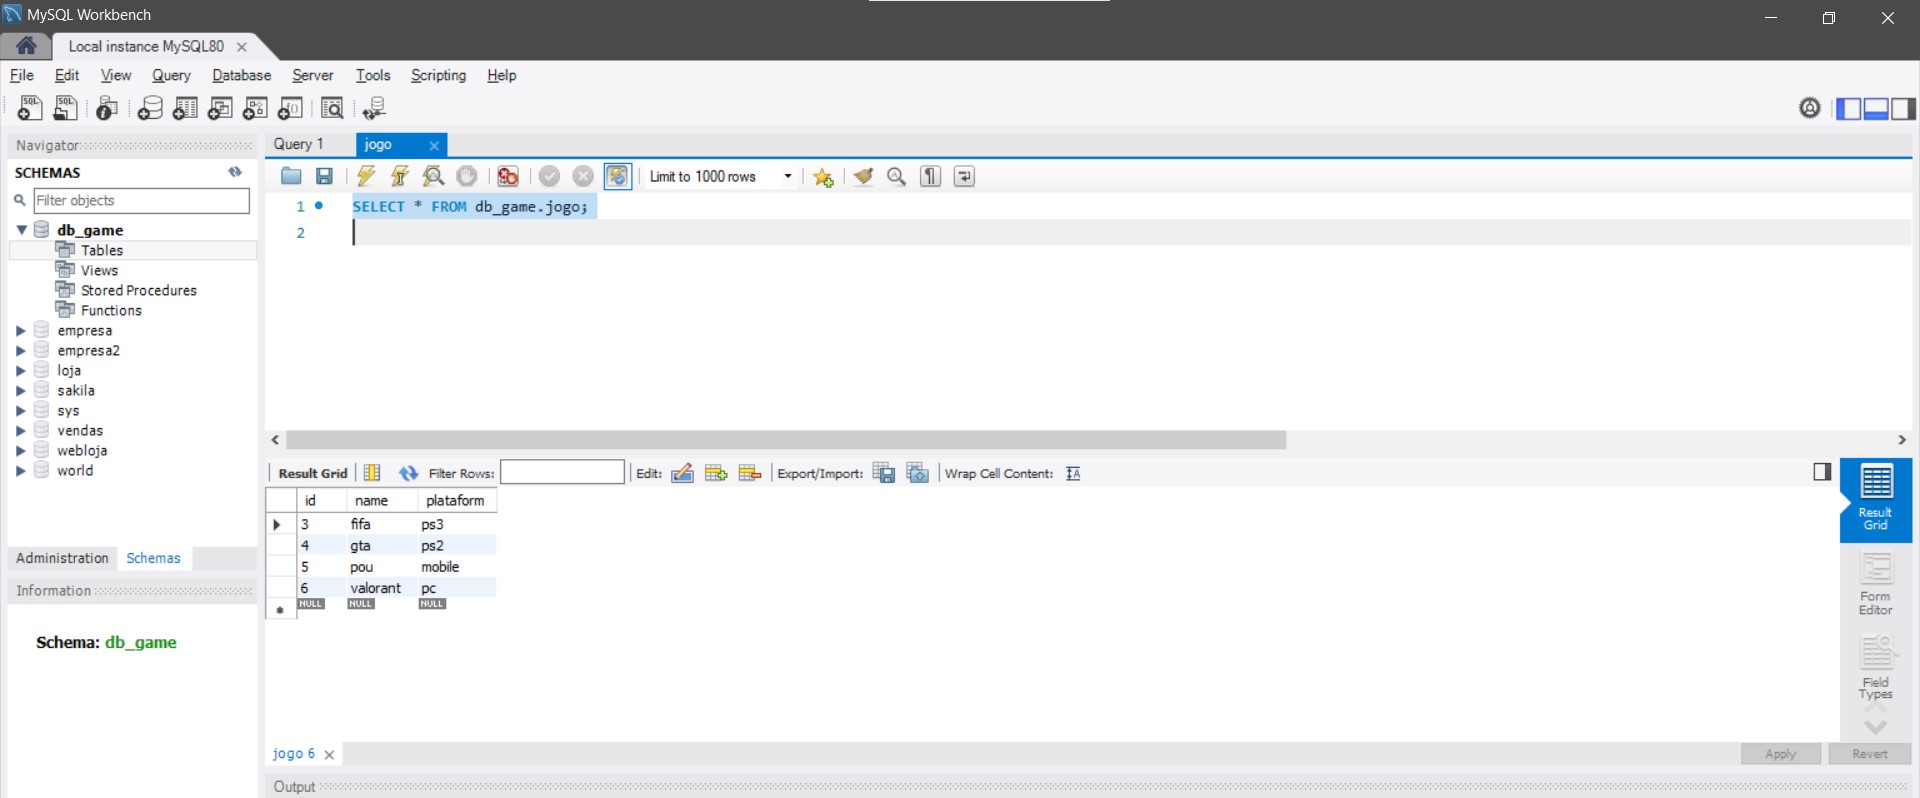 MySQL Workbench
Local instance MySQL80
File Edit View Query Database Server Tools Scripting Help
Navigator
SCHEMAS
Filter objects
db_game
Tables
Views
Stored Procedures
Functions
empresa
empresa2
loja
sakila
sys
vendas
webloja
world
Administration Schemas
Information
Schema: db_game
Query 1 jogo
Limit to 1000 rows
1 SELECT * FROM db_game.jogo;
2
Result Grid Filter Rows: Edit: Export/Import: Wrap Cell Content:
id name plataform
3 fifa ps3
4 gta ps2
5 pou mobile
6 valorant pc
NULL NULL NULL
Result
Grid
Form
Editor
Field
Types
jogo 6
Apply Revert
Output